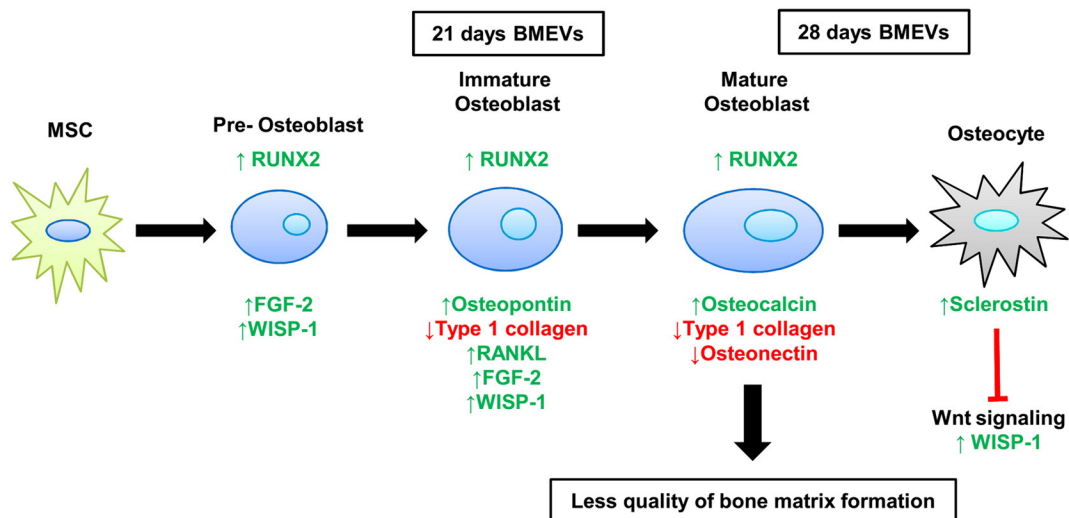 21 days BMEVs
28 days BMEVs
MSC
Pre- Osteoblast
↑ RUNX2
↑FGF-2
↑WISP-1
Immature
Osteoblast
↑ RUNX2
↑Osteopontin
↓Type 1 collagen
↑RANKL
↑FGF-2
↑WISP-1
Mature
Osteoblast
↑ RUNX2
↑Osteocalcin
↓Type 1 collagen
↓Osteonectin
Osteocyte
↑Sclerostin
Wnt signaling
↑ WISP-1
Less quality of bone matrix formation